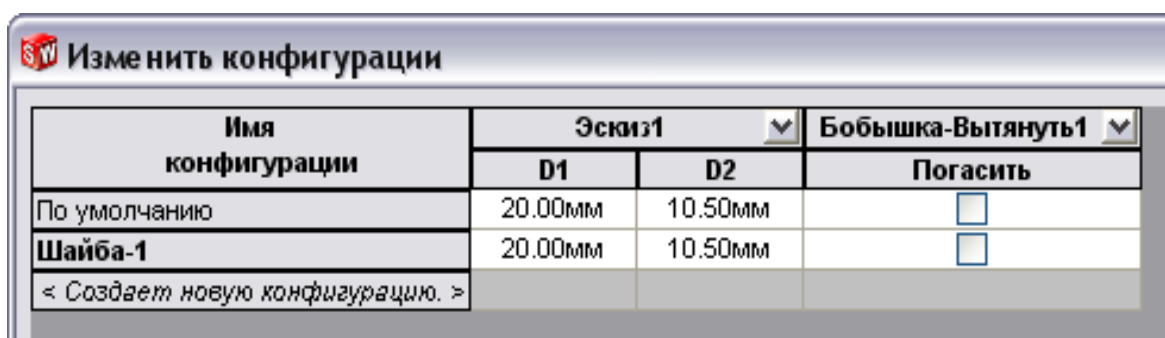 Изменить конфигурации
Имя конфигурации Эскиз1 Бобышка-Вытянуть1
D1 D2 Погасить
По умолчанию 20.00мм 10.50мм
Шайба-1 20.00мм 10.50мм
< Создает новую конфигурацию. >